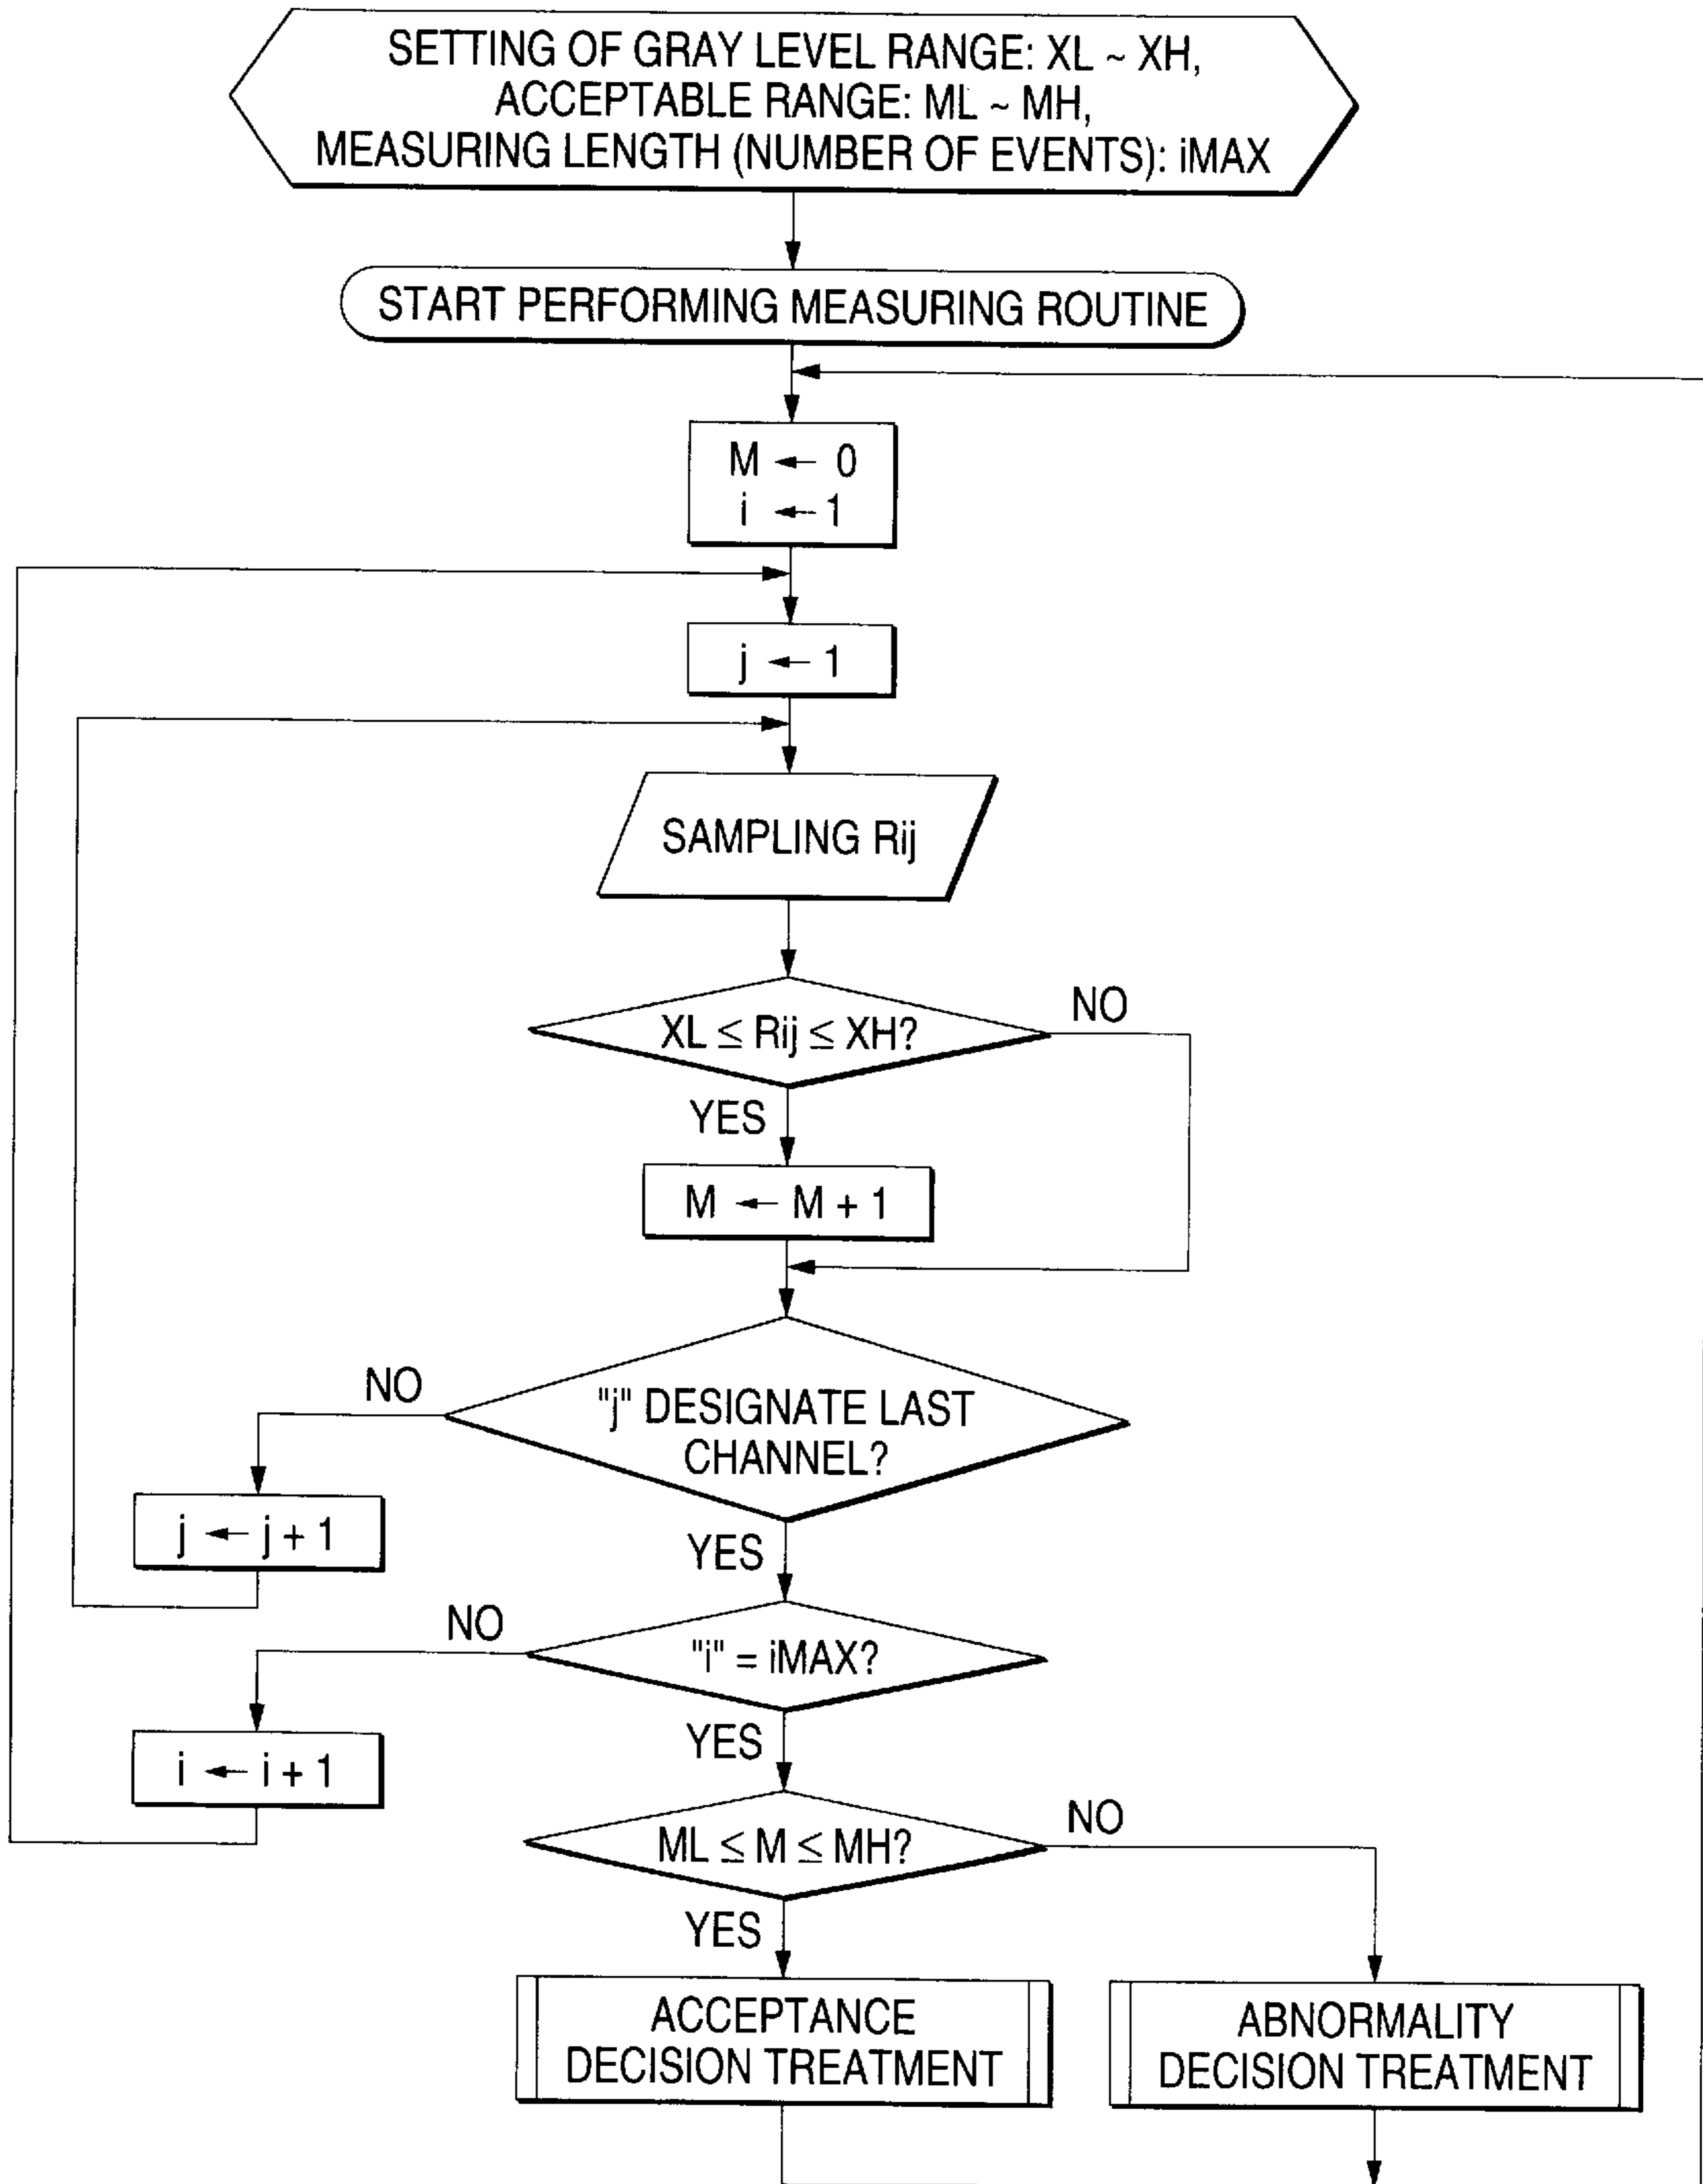 SETTING OF GRAY LEVEL RANGE: XL ~ XH,
ACCEPTABLE RANGE: ML ~ MH,
MEASURING LENGTH (NUMBER OF EVENTS): iMAX
START PERFORMING MEASURING ROUTINE
M ← 0
i ← 1
j ← 1
SAMPLING Rij
XL ≤ Rij ≤ XH?
NO
YES
M ← M + 1
"j" DESIGNATE LAST
CHANNEL?
NO
j ← j + 1
YES
"i" = iMAX?
NO
i ← i + 1
YES
ML ≤ M ≤ MH?
NO
YES
ACCEPTANCE
DECISION TREATMENT
ABNORMALITY
DECISION TREATMENT